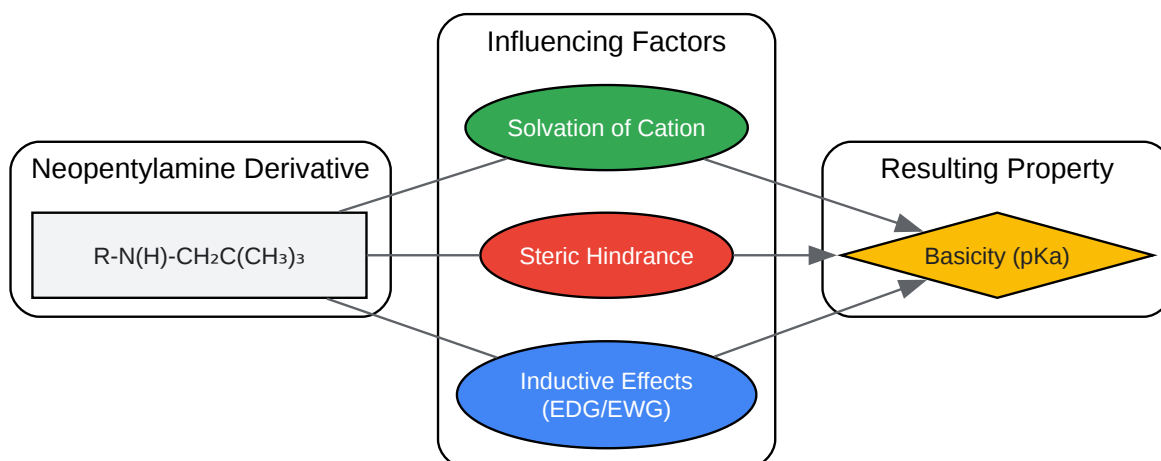 Influencing Factors
Solvation of Cation
Neopentylamine Derivative
Resulting Property
R-N(H)-CH₂C(CH₃)₃
Steric Hindrance
Basicity (pKa)
Inductive Effects
(EDG/EWG)